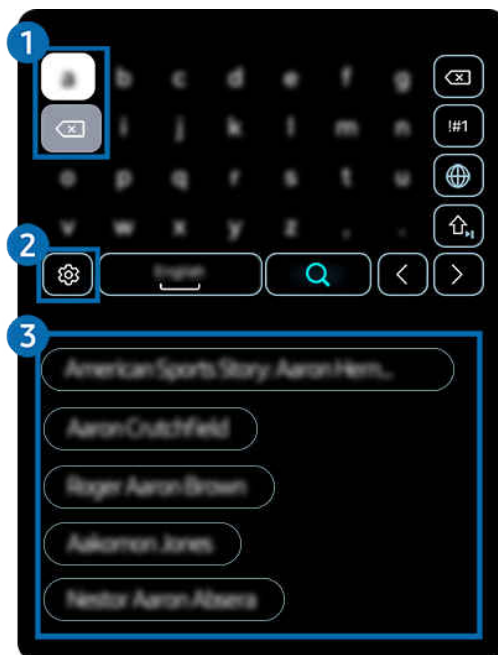 1
a b c d e f g
i j k l m n !#1
o p q r s t u
v w x y z , .
2
English
3
American Sports Story: Aaron Hern...
Aaron Crutchfield
Roger Aaron Brown
Aakomon Jones
Nestor Aaron Absera